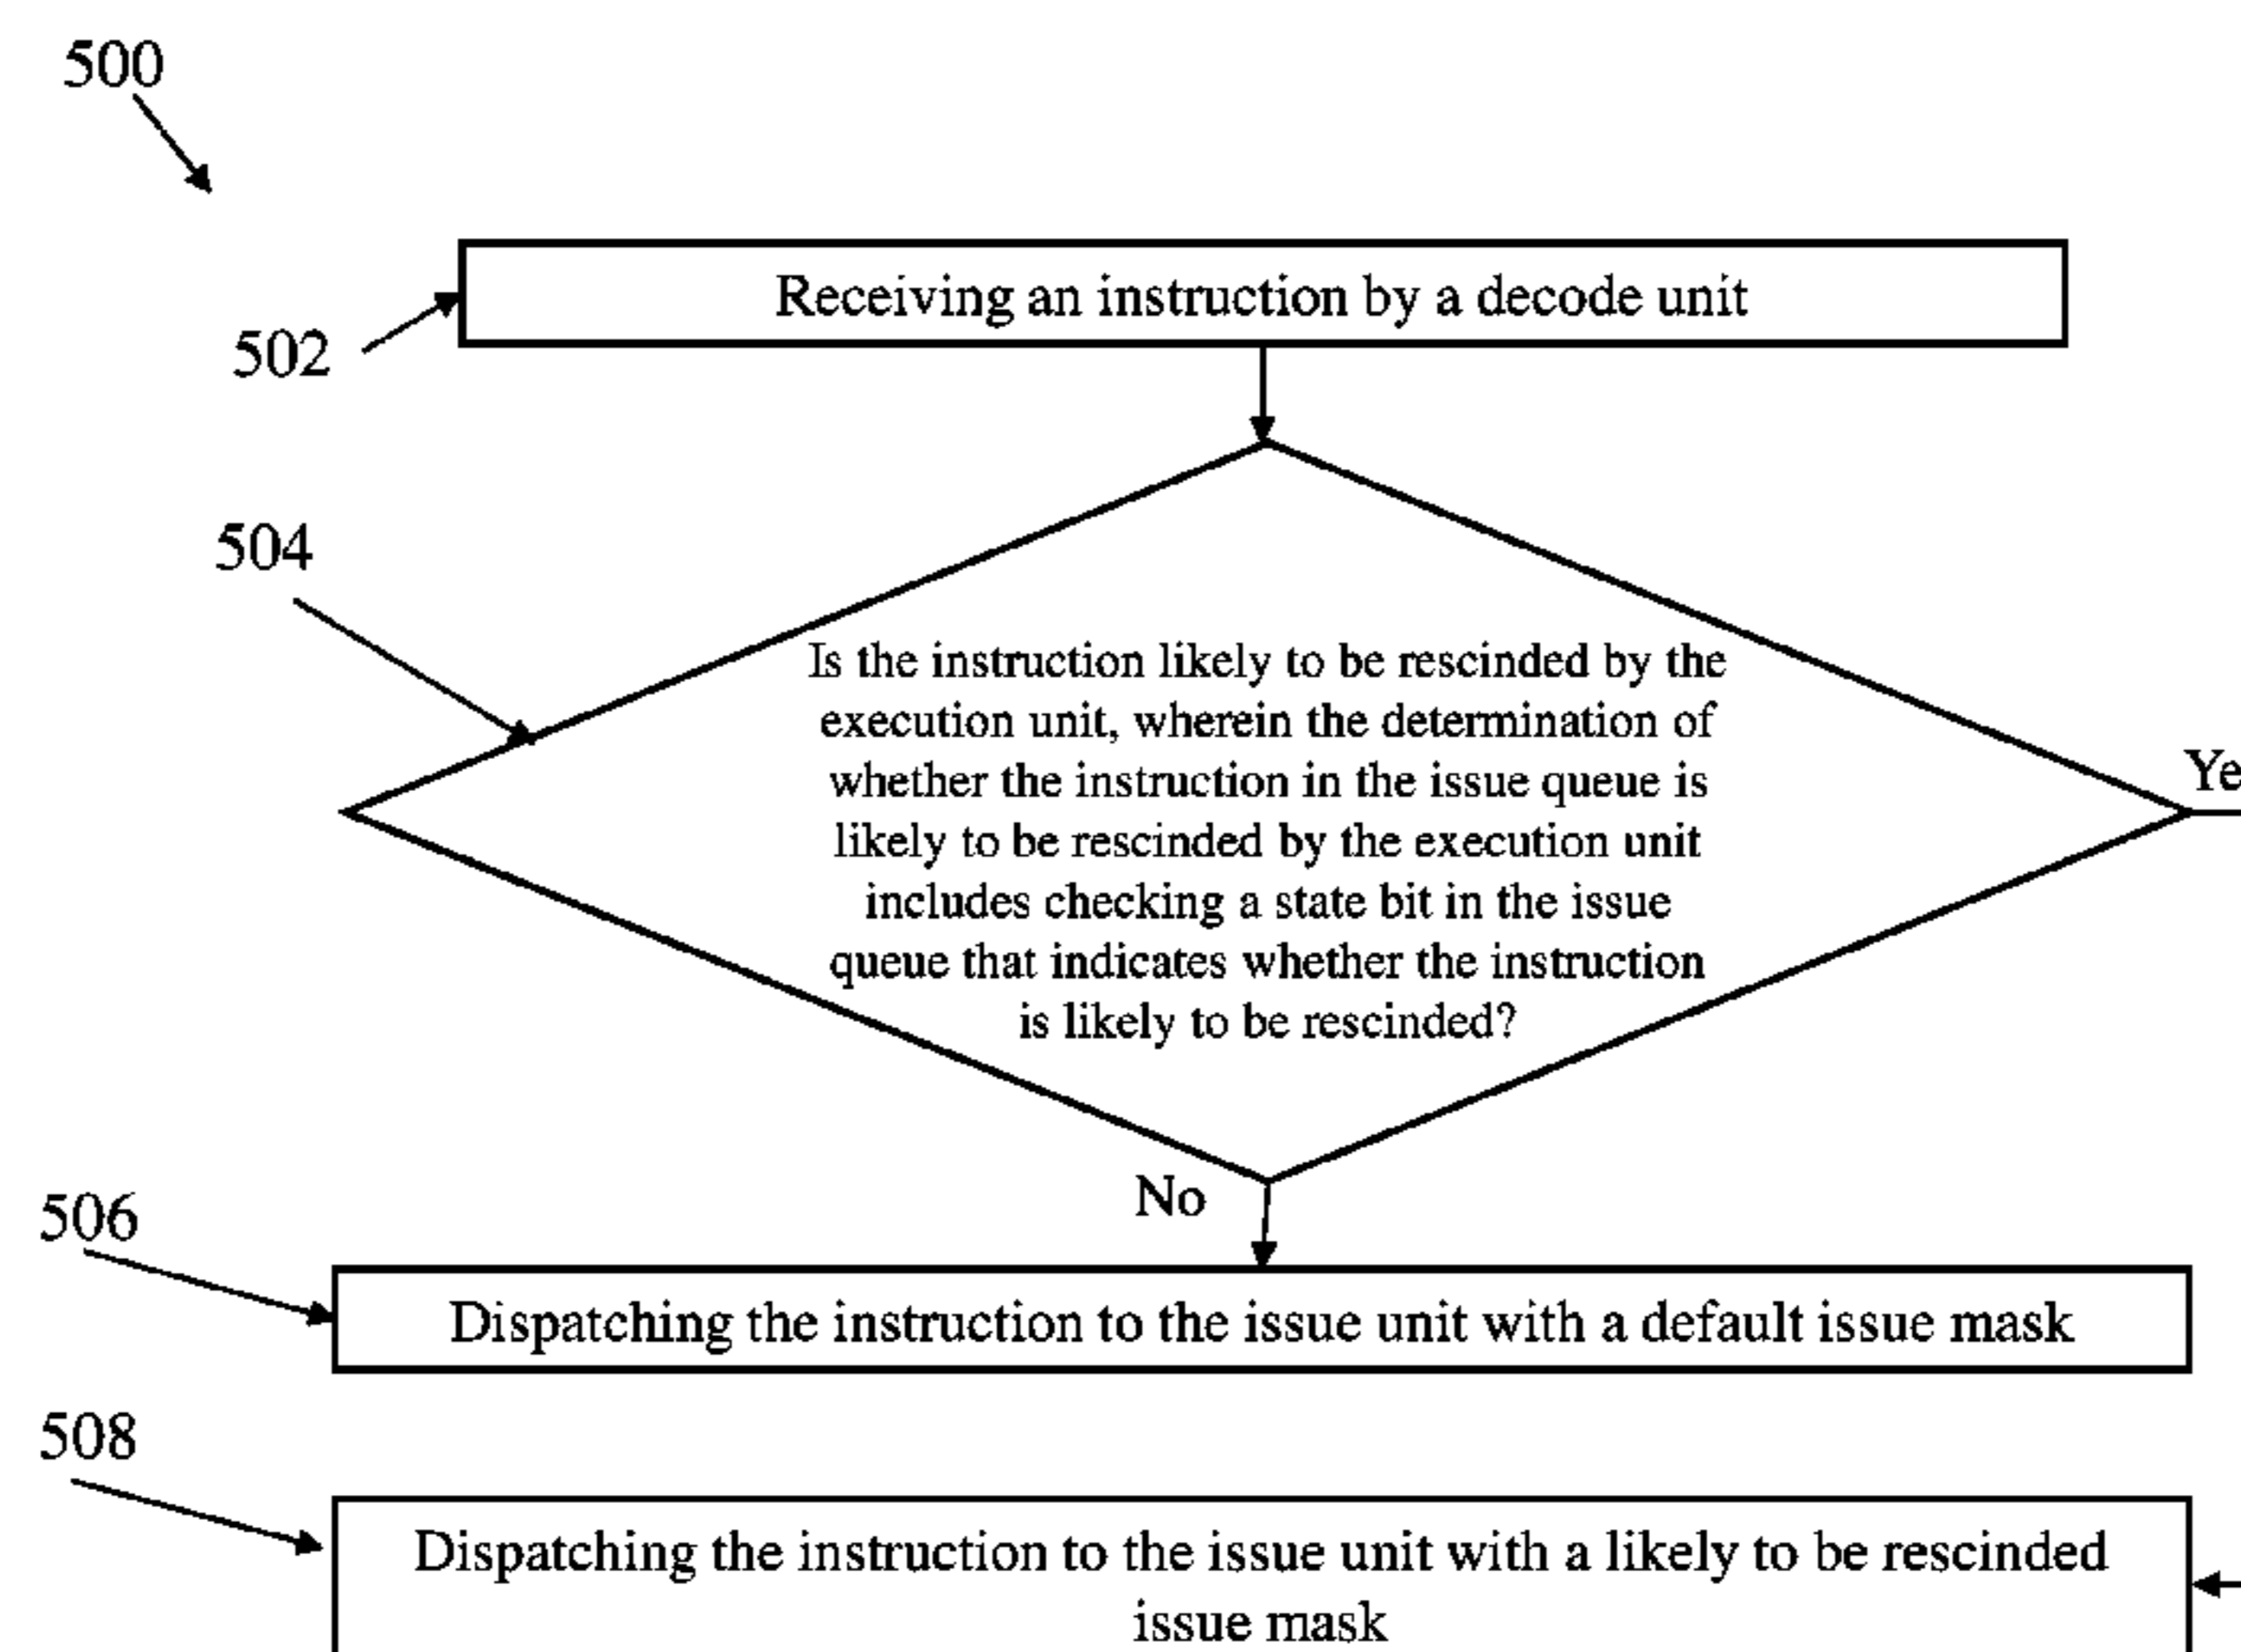 500
Receiving an instruction by a decode unit
502
504
Is the instruction likely to be rescinded by the
execution unit, wherein the determination of
whether the instruction in the issue queue is
likely to be rescinded by the execution unit
includes checking a state bit in the issue
queue that indicates whether the instruction
is likely to be rescinded?
Ye
No
506
Dispatching the instruction to the issue unit with a default issue mask
508
Dispatching the instruction to the issue unit with a likely to be rescinded
issue mask